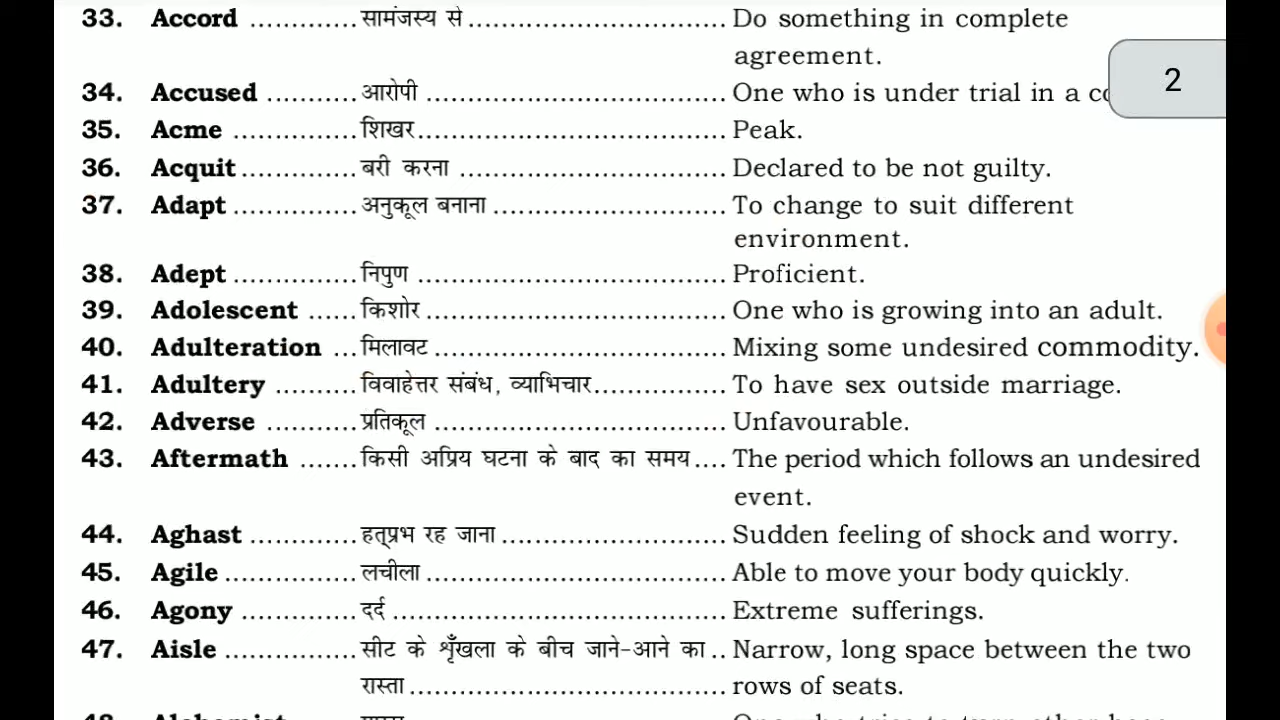 33. Accord ............ सामंजस्य से .................................. Do something in complete
agreement.
2
34. Accused ........... आरोपी ....................................... One who is under trial in a
35. Acme ............... शिखर ........................................ Peak.
36. Acquit .............. बरी करना ................................... Declared to be not guilty.
37. Adapt ............... अनुकूल बनाना .............................. To change to suit different
environment.
38. Adept ............... निपुण ........................................ Proficient.
39. Adolescent ...... किशोर ....................................... One who is growing into an adult.
40. Adulteration ... मिलावट ...................................... Mixing some undesired commodity.
41. Adultery .......... विवाहेत्तर संबंध, व्याभिचार ................. To have sex outside marriage.
42. Adverse ........... प्रतिकूल ...................................... Unfavourable.
43. Aftermath ....... किसी अप्रिय घटना के बाद का समय .... The period which follows an undesired
event.
44. Aghast ............. हत्‌प्रभ रह जाना ............................. Sudden feeling of shock and worry.
45. Agile ................ लचीला ....................................... Able to move your body quickly.
46. Agony .............. दर्द ............................................ Extreme sufferings.
47. Aisle ................. सीट के शृँखला के बीच जाने-आने का .. Narrow, long space between the two
रास्ता ......................................... rows of seats.